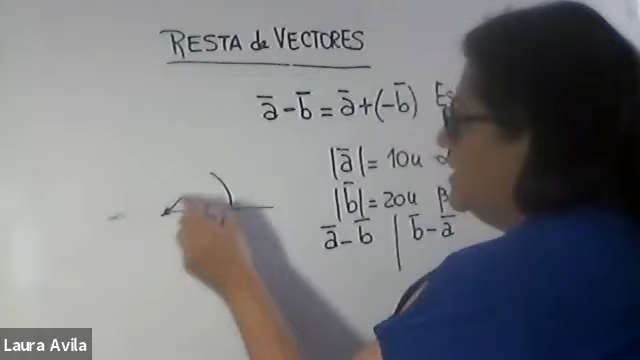 RESTA de VECTORES
a̅ - b̅ = a̅ + (-b̅)
|a̅| = 10u
|b̅| = 20u β
a̅ - b̅ | b̅ - a̅
Laura Avila